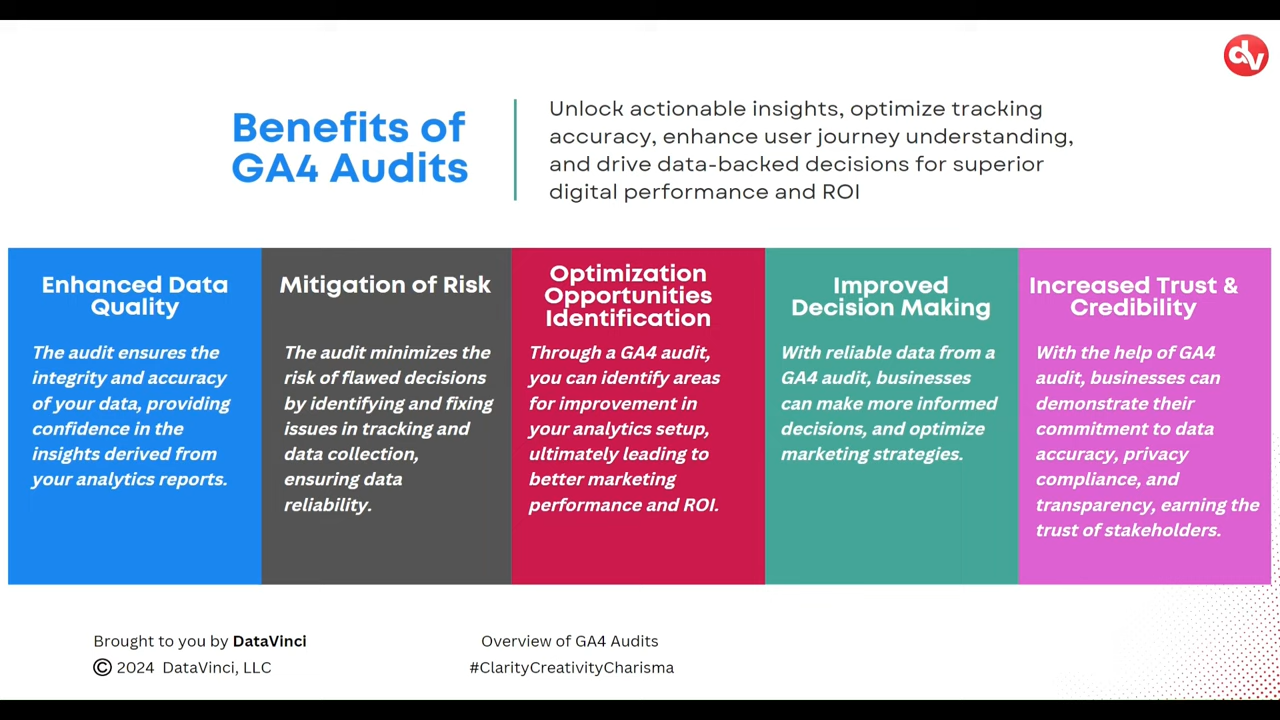 dv
Benefits of
GA4 Audits
Unlock actionable insights, optimize tracking
accuracy, enhance user journey understanding,
and drive data-backed decisions for superior
digital performance and ROI
Enhanced Data
Quality
The audit ensures the
integrity and accuracy
of your data, providing
confidence in the
insights derived from
your analytics reports.
Mitigation of Risk
The audit minimizes the
risk of flawed decisions
by identifying and fixing
issues in tracking and
data collection,
ensuring data
reliability.
Optimization
Opportunities
Identification
Through a GA4 audit,
you can identify areas
for improvement in
your analytics setup,
ultimately leading to
better marketing
performance and ROI.
Improved
Decision Making
With reliable data from a
GA4 audit, businesses
can make more informed
decisions, and optimize
marketing strategies.
Increased Trust &
Credibility
With the help of GA4
audit, businesses can
demonstrate their
commitment to data
accuracy, privacy
compliance, and
transparency, earning the
trust of stakeholders.
Brought to you by DataVinci
© 2024 DataVinci, LLC
Overview of GA4 Audits
#ClarityCreativityCharisma